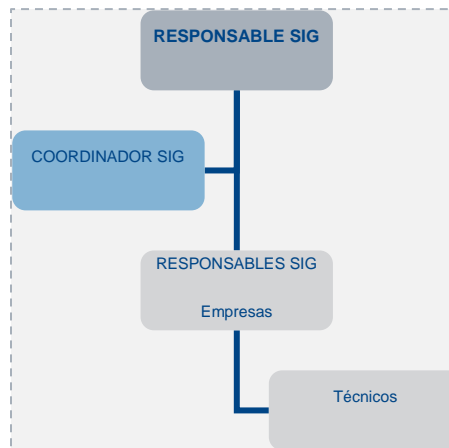 RESPONSABLE SIG
COORDINADOR SIG
RESPONSABLES SIG
Empresas
Técnicos